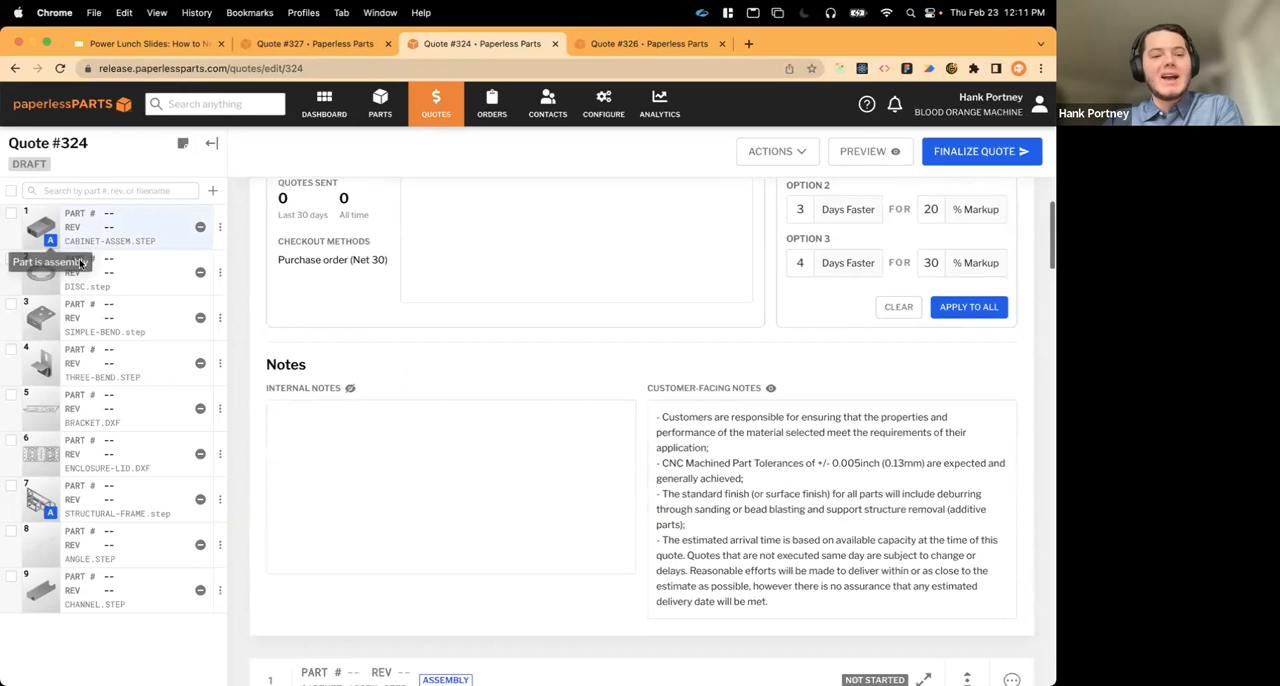 Chrome File Edit View History Bookmarks Profiles Tab Window Help Thu Feb 23 12:11 PM
Power Lunch Slides: How to N
Quote #327 • Paperless Parts
Quote #324 • Paperless Parts
Quote #326 • Paperless Parts
release.paperlessparts.com/quotes/edit/324
paperlessPARTS
Search anything
DASHBOARD
PARTS
QUOTES
ORDERS
CONTACTS
CONFIGURE
ANALYTICS
Hank Portney
BLOOD ORANGE MACHINE
Hank Portney
Quote #324
DRAFT
ACTIONS
PREVIEW
FINALIZE QUOTE
Search by part #, rev, or filename
1 PART # --
REV --
A CABINET-ASSEM.STEP
Part is assembly
REV --
DISC.step
3 PART # --
REV --
SIMPLE-BEND.step
4 PART # --
REV --
THREE-BEND.STEP
5 PART # --
REV --
BRACKET.DXF
6 PART # --
REV --
ENCLOSURE-LID.DXF
7 PART # --
REV --
A STRUCTURAL-FRAME.step
8 PART # --
REV --
ANGLE.STEP
9 PART # --
REV --
CHANNEL.STEP
QUOTES SENT
0 0
Last 30 days All time
CHECKOUT METHODS
Purchase order (Net 30)
OPTION 2
3 Days Faster FOR 20 % Markup
OPTION 3
4 Days Faster FOR 30 % Markup
CLEAR APPLY TO ALL
Notes
INTERNAL NOTES
CUSTOMER-FACING NOTES
- Customers are responsible for ensuring that the properties and
performance of the material selected meet the requirements of their
application;
- CNC Machined Part Tolerances of +/- 0.005inch (0.13mm) are expected and
generally achieved;
- The standard finish (or surface finish) for all parts will include deburring
through sanding or bead blasting and support structure removal (additive
parts);
- The estimated arrival time is based on available capacity at the time of this
quote. Quotes that are not executed same day are subject to change or
delays. Reasonable efforts will be made to deliver within or as close to the
estimate as possible, however there is no assurance that any estimated
delivery date will be met.
1 PART # -- REV --
ASSEMBLY
NOT STARTED